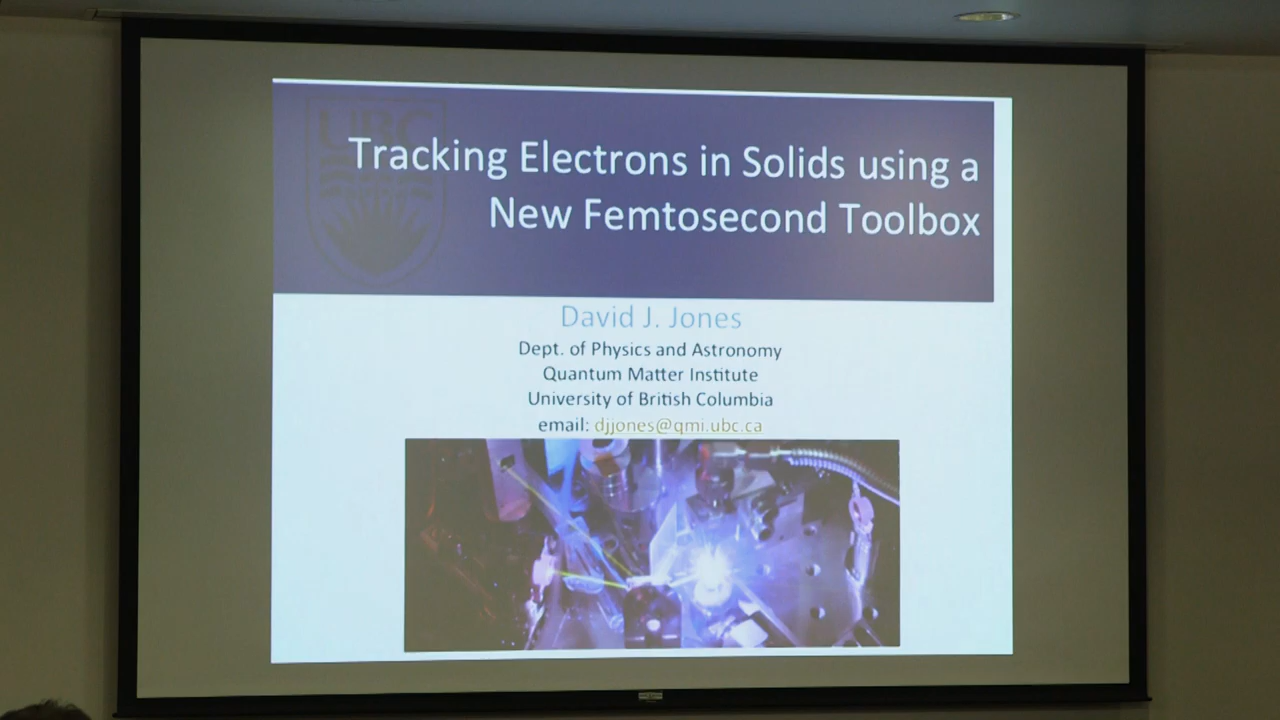 UBC
Tracking Electrons in Solids using a
New Femtosecond Toolbox
David J. Jones
Dept. of Physics and Astronomy
Quantum Matter Institute
University of British Columbia
email: djjones@qmi.ubc.ca